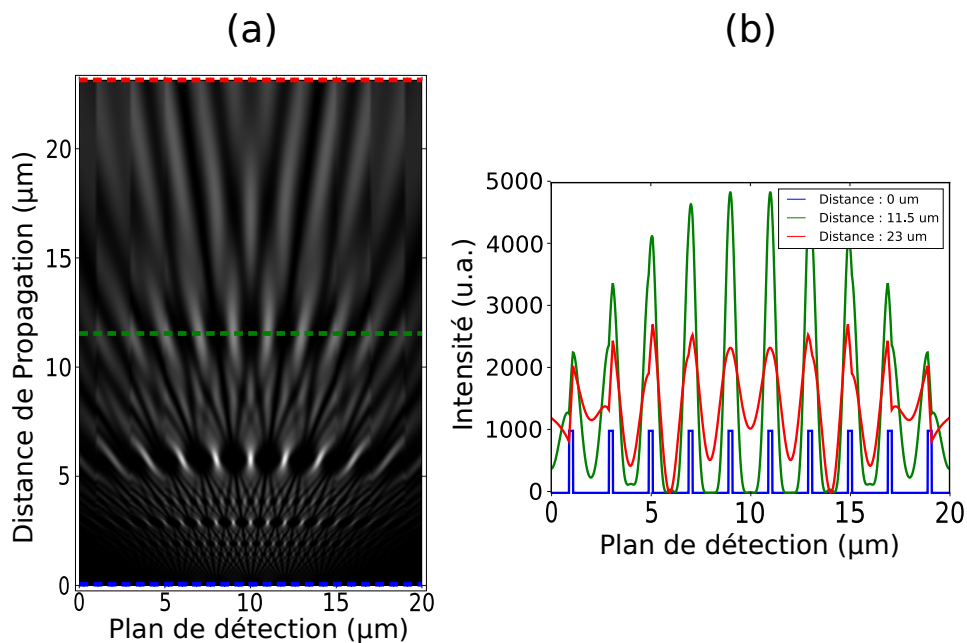 (a)
(b)
Distance de Propagation (µm)
20
15
10
5
0
0
5
10
15
20
Plan de détection (µm)
Intensité (u.a.)
5000
4000
3000
2000
1000
0
Distance : 0 um
Distance : 11.5 um
Distance : 23 um
0
5
10
15
20
Plan de détection (µm)